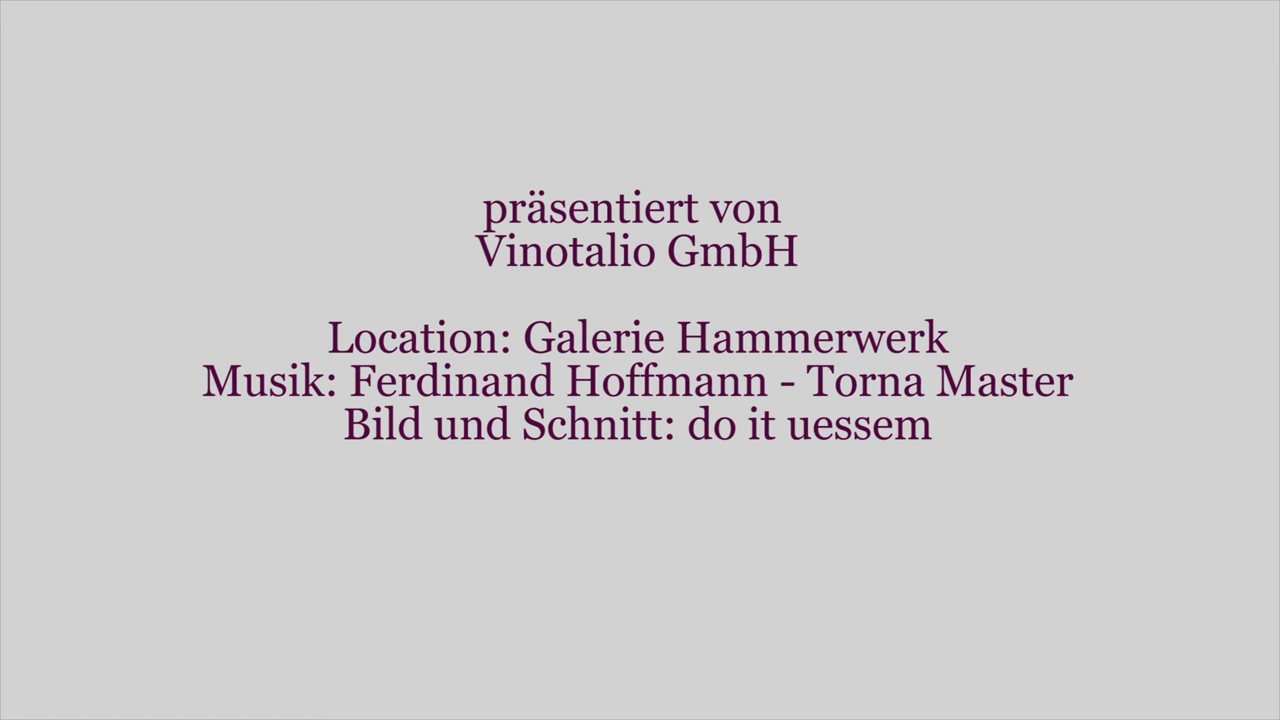 präsentiert von
Vinotalio GmbH
Location: Galerie Hammerwerk
Musik: Ferdinand Hoffmann - Torna Master
Bild und Schnitt: do it uessem